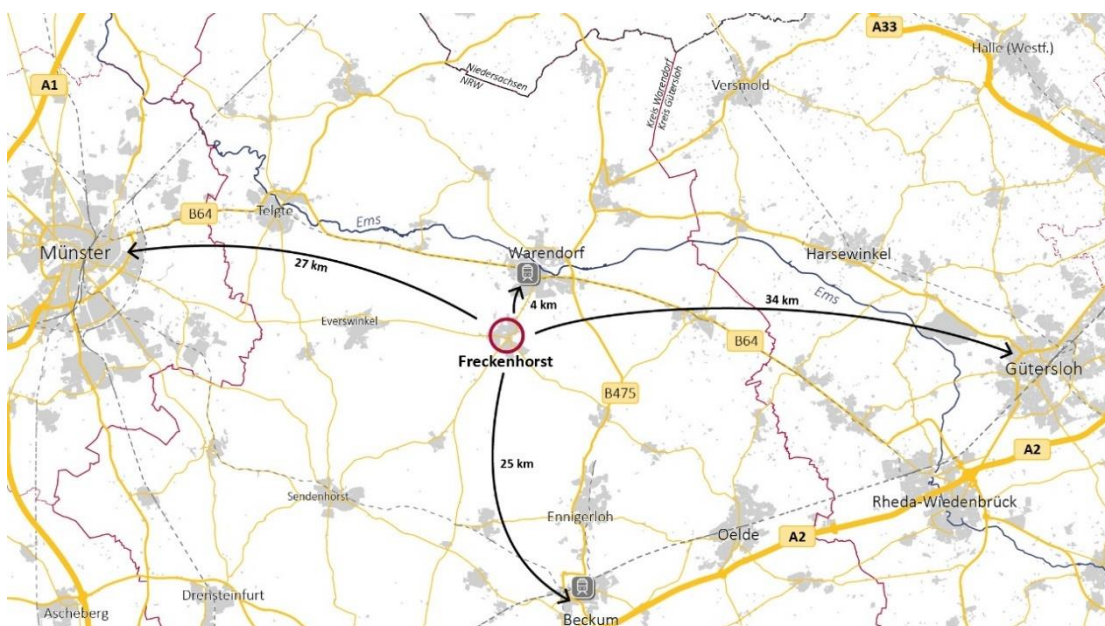 A33
Halle (Westf.)
A1
Niedersachsen
NRW
Kreis Warendorf
Kreis Gütersloh
Versmold
B64
Telgte
Ems
Münster
Warendorf
Harsewinkel
27 km
4 km
34 km
Ems
Everswinkel
Freckenhorst
B64
Gütersloh
B475
A2
25 km
Sendenhorst
Rheda-Wiedenbrück
Ennigerloh
Oelde
A2
Drensteinfurt
Ascheberg
Beckum